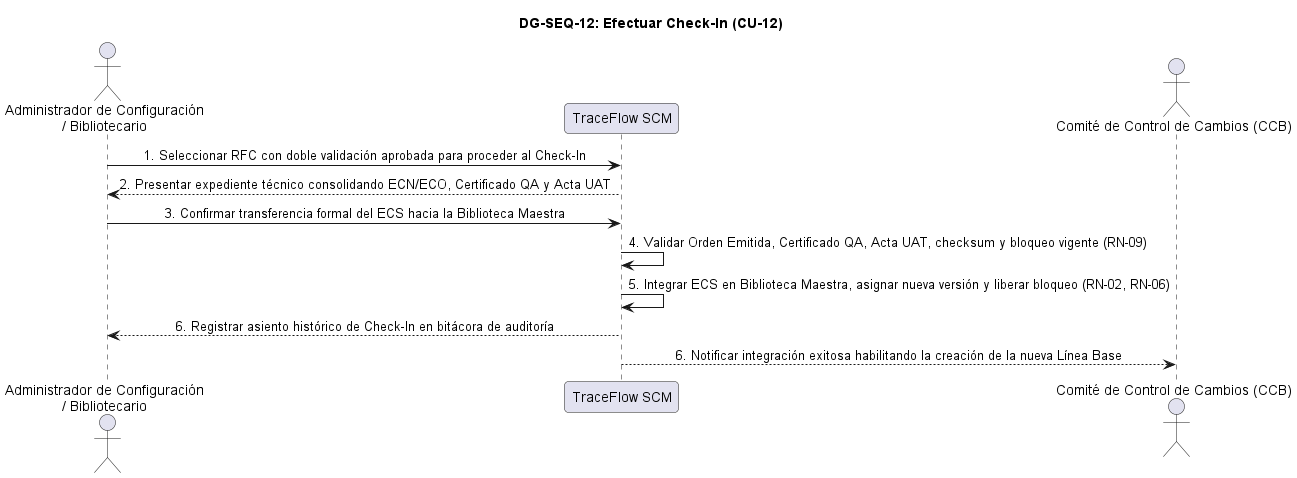 DG-SEQ-12: Efectuar Check-In (CU-12)
Administrador de Configuración
/ Bibliotecario
TraceFlow SCM
Comité de Control de Cambios (CCB)
1. Seleccionar RFC con doble validación aprobada para proceder al Check-In
2. Presentar expediente técnico consolidando ECN/ECO, Certificado QA y Acta UAT
3. Confirmar transferencia formal del ECS hacia la Biblioteca Maestra
4. Validar Orden Emitida, Certificado QA, Acta UAT, checksum y bloqueo vigente (RN-09)
5. Integrar ECS en Biblioteca Maestra, asignar nueva versión y liberar bloqueo (RN-02, RN-06)
6. Registrar asiento histórico de Check-In en bitácora de auditoría
6. Notificar integración exitosa habilitando la creación de la nueva Línea Base
Administrador de Configuración
/ Bibliotecario
TraceFlow SCM
Comité de Control de Cambios (CCB)